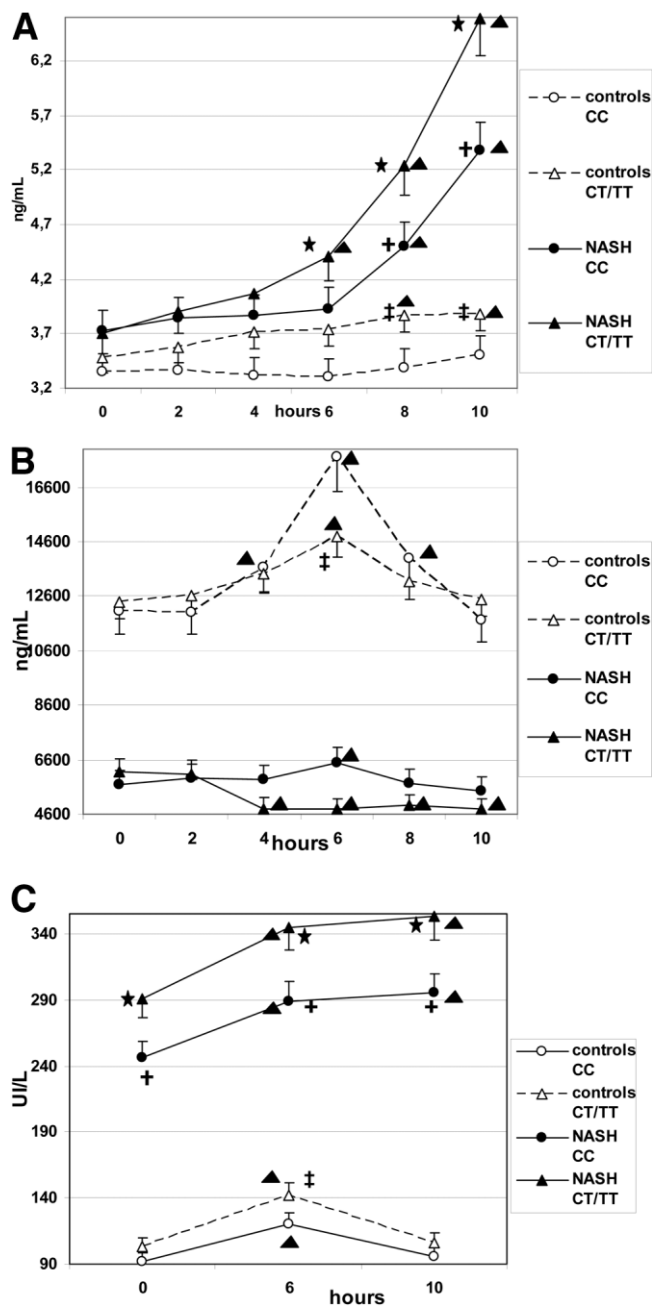 A
6,2
5,7
5,2
4,7
4,2
3,7
3,2
ng/mL
0 2 4 hours 6 8 10
controls
CC
controls
CT/TT
NASH
CC
NASH
CT/TT
‡ ‡
B
16600
14600
12600
10600
8600
6600
4600
ng/mL
0 2 4 6 8 10
hours
‡
controls
CC
controls
CT/TT
NASH
CC
NASH
CT/TT
C
340
290
240
190
140
90
UI/L
0 6 10
hours
‡
controls
CC
controls
CT/TT
NASH
CC
NASH
CT/TT